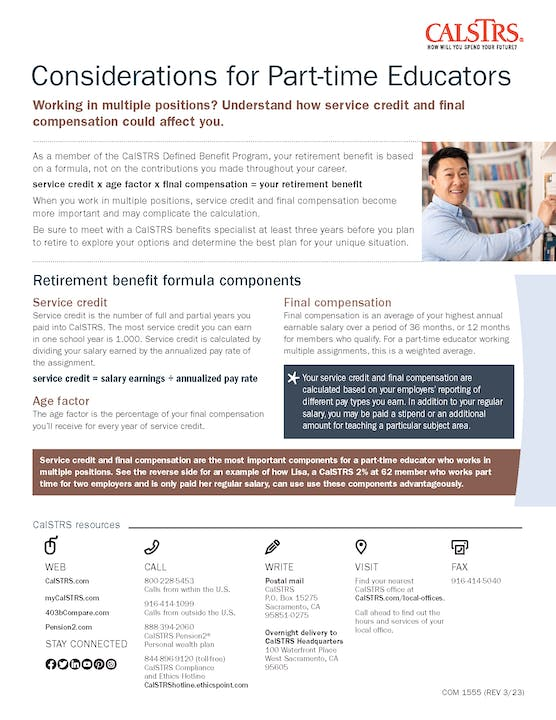 CALSTRS®
HOW WILL YOU SPEND YOUR FUTURE?
Considerations for Part-time Educators
Working in multiple positions? Understand how service credit and final
compensation could affect you.
As a member of the CalSTRS Defined Benefit Program, your retirement benefit is based
on a formula, not on the contributions you made throughout your career.
service credit x age factor x final compensation = your retirement benefit
When you work in multiple positions, service credit and final compensation become
more important and may complicate the calculation.
Be sure to meet with a CalSTRS benefits specialist at least three years before you plan
to retire to explore your options and determine the best plan for your unique situation.
Retirement benefit formula components
Service credit
Service credit is the number of full and partial years you
paid into CalSTRS. The most service credit you can earn
in one school year is 1.000. Service credit is calculated by
dividing your salary earned by the annualized pay rate of
the assignment.
service credit = salary earnings ÷ annualized pay rate
Age factor
The age factor is the percentage of your final compensation
you'll receive for every year of service credit.
Final compensation
Final compensation is an average of your highest annual
earnable salary over a period of 36 months, or 12 months
for members who qualify. For a part-time educator working
multiple assignments, this is a weighted average.
* Your service credit and final compensation are
calculated based on your employers' reporting of
different pay types you earn. In addition to your regular
salary, you may be paid a stipend or an additional
amount for teaching a particular subject area.
Service credit and final compensation are the most important components for a part-time educator who works in
multiple positions. See the reverse side for an example of how Lisa, a CalSTRS 2% at 62 member who works part
time for two employers and is only paid her regular salary, can use use these components advantageously.
CalSTRS resources
WEB
CalSTRS.com
myCalSTRS.com
403bCompare.com
Pension2.com
STAY CONNECTED
CALL
800-228-5453
Calls from within the U.S.
916-414-1099
Calls from outside the U.S.
888-394-2060
CalSTRS Pension2®
Personal wealth plan
844-896-9120 (toll-free)
CalSTRS Compliance
and Ethics Hotline
CalSTRShotline.ethicspoint.com
WRITE
Postal mail
CalSTRS
P.O. Box 15275
Sacramento, CA
95851-0275
Overnight delivery to
CalSTRS Headquarters
100 Waterfront Place
West Sacramento, CA
95605
VISIT
Find your nearest
CalSTRS office at
CalSTRS.com/local-offices.
Call ahead to find out the
hours and services of your
local office.
FAX
916-414-5040
COM 1555 (REV 3/23)